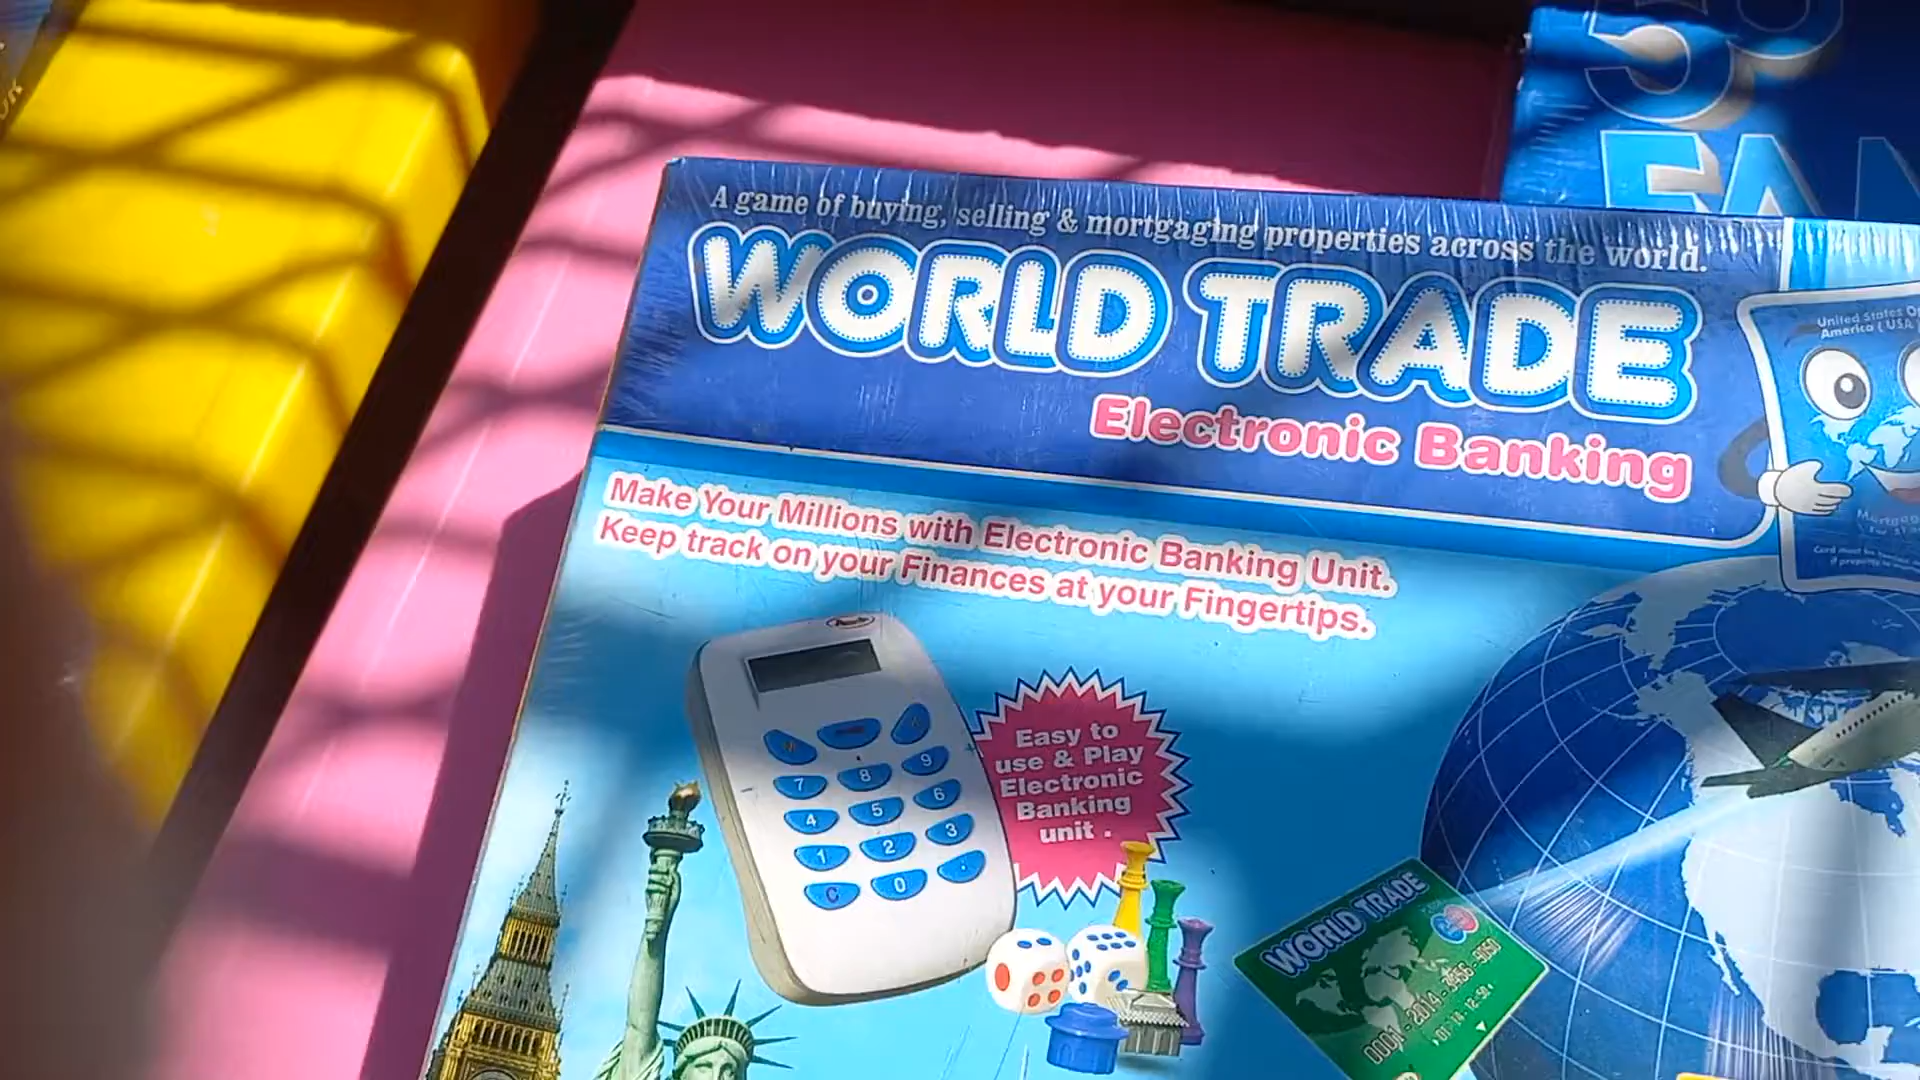 A game of buying, selling & mortgaging properties across the world.
WORLD TRADE
Electronic Banking
United States Of
America (USA)
Make Your Millions with Electronic Banking Unit.
Keep track on your Finances at your Fingertips.
Easy to
use & Play
Electronic
Banking
unit .
7 8 9
4 5 6
1 2 3
C 0 .
WORLD TRADE
50